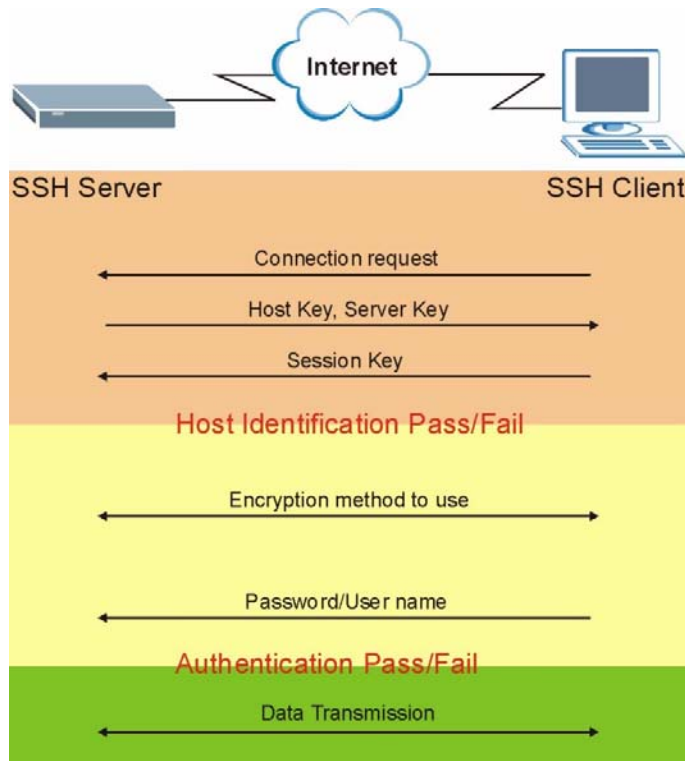 Internet
SSH Server
SSH Client
Connection request
Host Key, Server Key
Session Key
Host Identification Pass/Fail
Encryption method to use
Password/User name
Authentication Pass/Fail
Data Transmission